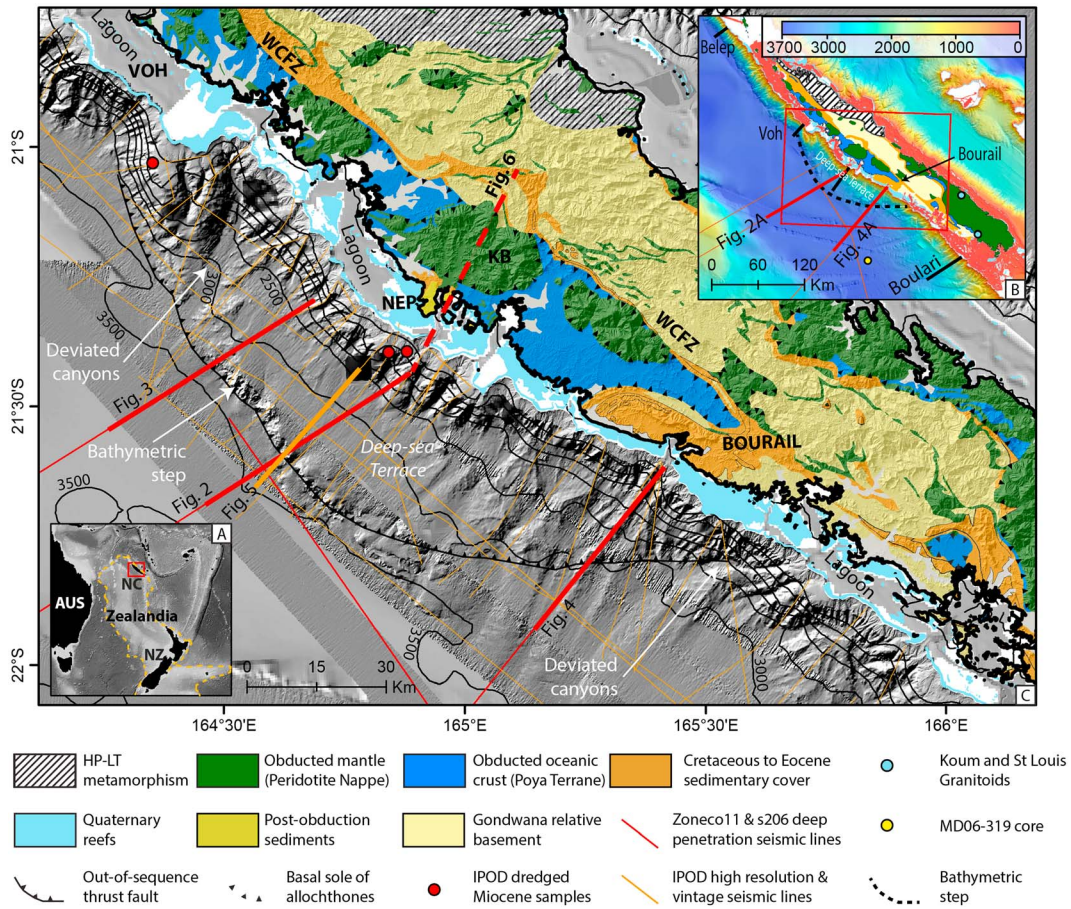 Lagoon
VOH
WCFZ
21°S
Fig. 6
3000
2500
3500
Lagoon
KB
NEP
WCFZ
Deviated
canyons
Fig. 3
21°30'S
Bathymetric
step
Deep-sea-
Terrace
BOURAIL
3500
Fig. 2
Fig. 5
Lagoon
Fig. 4
Deviated
canyons
3500
3000
22°S
0 15 30
Km
C
A
AUS
NC
Zealandia
NZ
B
3700 3000 2000 1000 0
Belep
Voh
Deep-sea terrace
Bourail
Fig. 2A
Fig. 4A
0 60 120
Km
Boulari
164°30'E 165°E 165°30'E 166°E
HP-LT
metamorphism
Obducted mantle
(Peridotite Nappe)
Obducted oceanic
crust (Poya Terrane)
Cretaceous to Eocene
sedimentary cover
Koum and St Louis
Granitoids
Quaternary
reefs
Post-obduction
sediments
Gondwana relative
basement
Zoneco11 & s206 deep
penetration seismic lines
MD06-319 core
Out-of-sequence
thrust fault
Basal sole of
allochtones
IPOD dredged
Miocene samples
IPOD high resolution &
vintage seismic lines
Bathymetric
step